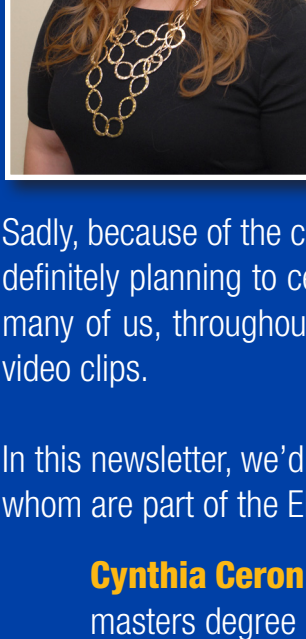 Sadly, because of the c
definitely planning to ce
many of us, throughou
video clips.
In this newsletter, we’d
whom are part of the E
Cynthia Ceron
masters degree